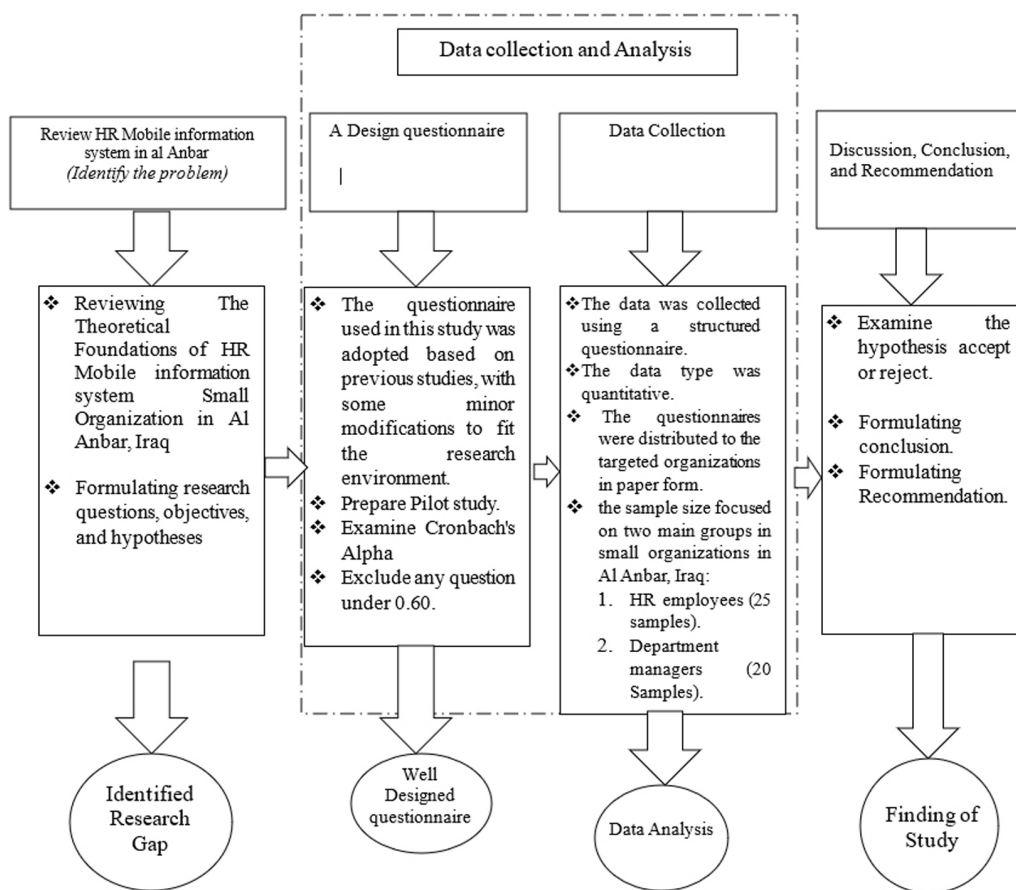 Data collection and Analysis
Review HR Mobile information
system in al Anbar
(Identify the problem)
A Design questionnaire
Data Collection
Discussion, Conclusion,
and Recommendation
❖ Reviewing The
Theoretical
Foundations of HR
Mobile information
system Small
Organization in Al
Anbar, Iraq
❖ Formulating research
questions, objectives,
and hypotheses
❖ The questionnaire
used in this study was
adopted based on
previous studies, with
some minor
modifications to fit
the research
environment.
❖ Prepare Pilot study.
❖ Examine Cronbach's
Alpha
❖ Exclude any question
under 0.60.
❖The data was collected
using a structured
questionnaire.
❖The data type was
quantitative.
❖ The questionnaires
were distributed to the
targeted organizations
in paper form.
❖ the sample size focused
on two main groups in
small organizations in
Al Anbar, Iraq:
1. HR employees (25
samples).
2. Department
managers (20
Samples).
❖ Examine the
hypothesis accept
or reject.
❖ Formulating
conclusion.
❖ Formulating
Recommendation.
Identified
Research
Gap
Well
Designed
questionnaire
Data Analysis
Finding of
Study